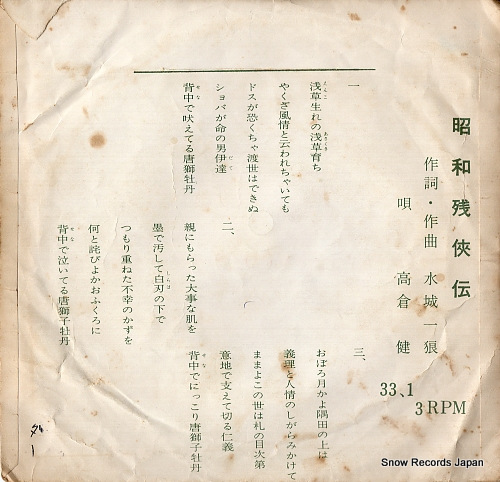 昭和残侠伝
作詞・作曲 水城一狼
唄 高倉健
33、1/3RPM
一
浅草生れの浅草育ち
やくざ風情と云われちゃいても
ドスが恐くちゃ渡世はできぬ
ショバが命の男伊達
背中で吠えてる唐獅牡丹
二、
親にもらった大事な肌を
墨で汚して白刃の下で
つもり重ねた不幸のかずを
何と詫びよかおふくろに
背中で泣いてる唐獅子牡丹
三、
おぼろ月かよ隅田の上は
義理と人情のしがらみかけて
ままよこの世は札の目次第
意地で支えて切る仁義
背中でにっこり唐獅子牡丹
Snow Records Japan